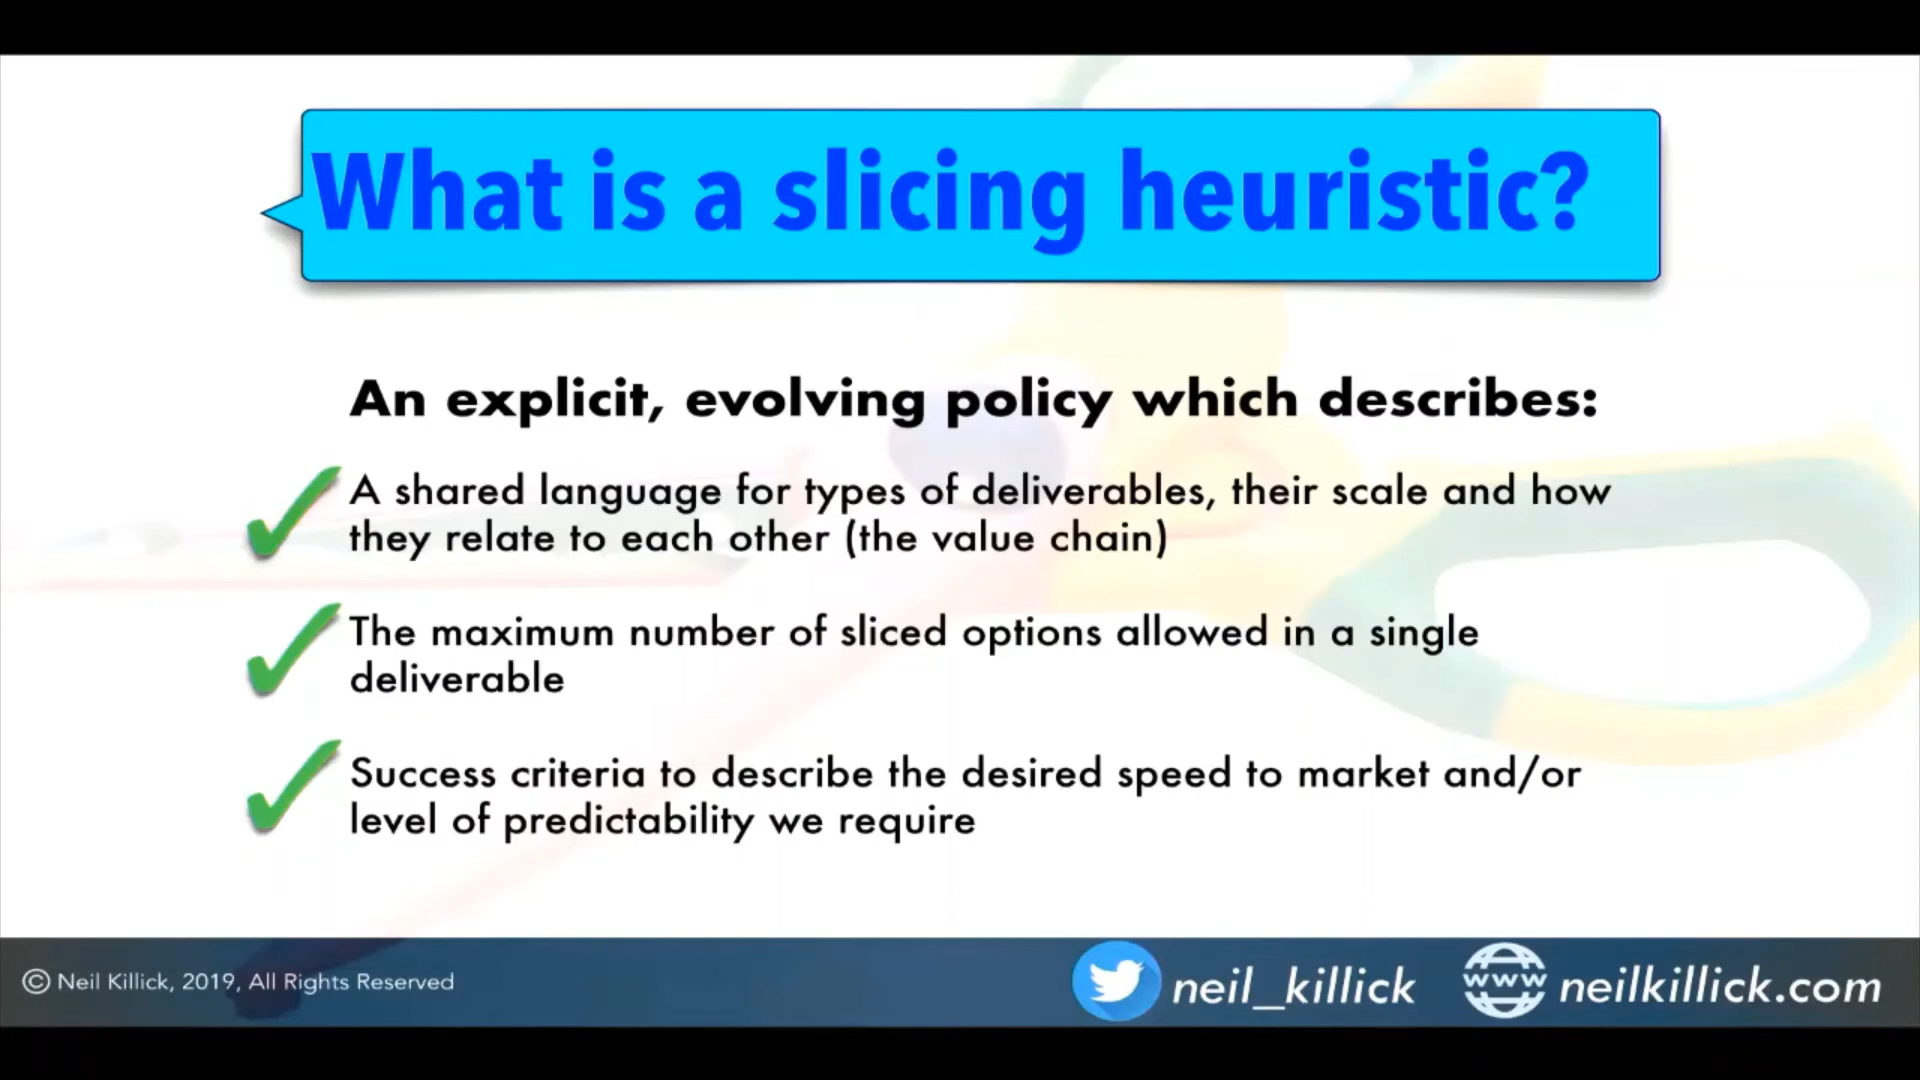 What is a slicing heuristic?
An explicit, evolving policy which describes:
A shared language for types of deliverables, their scale and how
they relate to each other (the value chain)
The maximum number of sliced options allowed in a single
deliverable
Success criteria to describe the desired speed to market and/or
level of predictability we require
© Neil Killick, 2019, All Rights Reserved
neil_killick
www
neilkillick.com